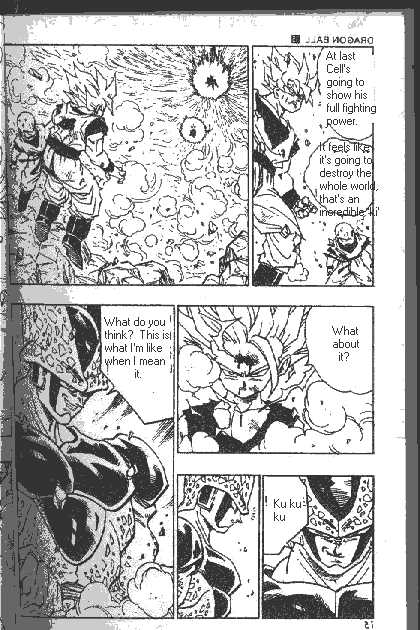 DRAGON BALL
At last
Cell's
going to
show his
full fighting
power.
It feels like
it's going to
destroy the
whole world,
that's an
incredible 'ki'
What do you
think? This is
what I'm like
when I mean
it.
What
about
it?
Ku ku
ku